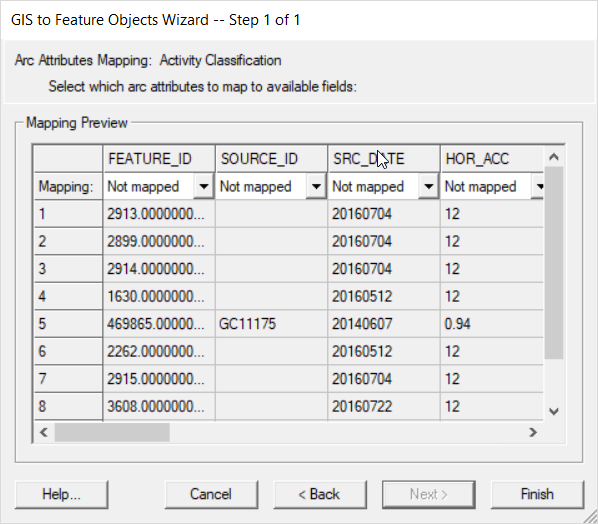 GIS to Feature Objects Wizard -- Step 1 of 1
Arc Attributes Mapping: Activity Classification
Select which arc attributes to map to available fields:
Mapping Preview
FEATURE_ID SOURCE_ID SRC_DATE HOR_ACC
Mapping: Not mapped Not mapped Not mapped Not mapped
1 2913.0000000... 20160704 12
2 2899.0000000... 20160704 12
3 2914.0000000... 20160704 12
4 1630.0000000... 20160512 12
5 469865.00000... GC11175 20140607 0.94
6 2262.0000000... 20160512 12
7 2915.0000000... 20160704 12
8 3608.0000000... 20160722 12
Help... Cancel < Back Next > Finish